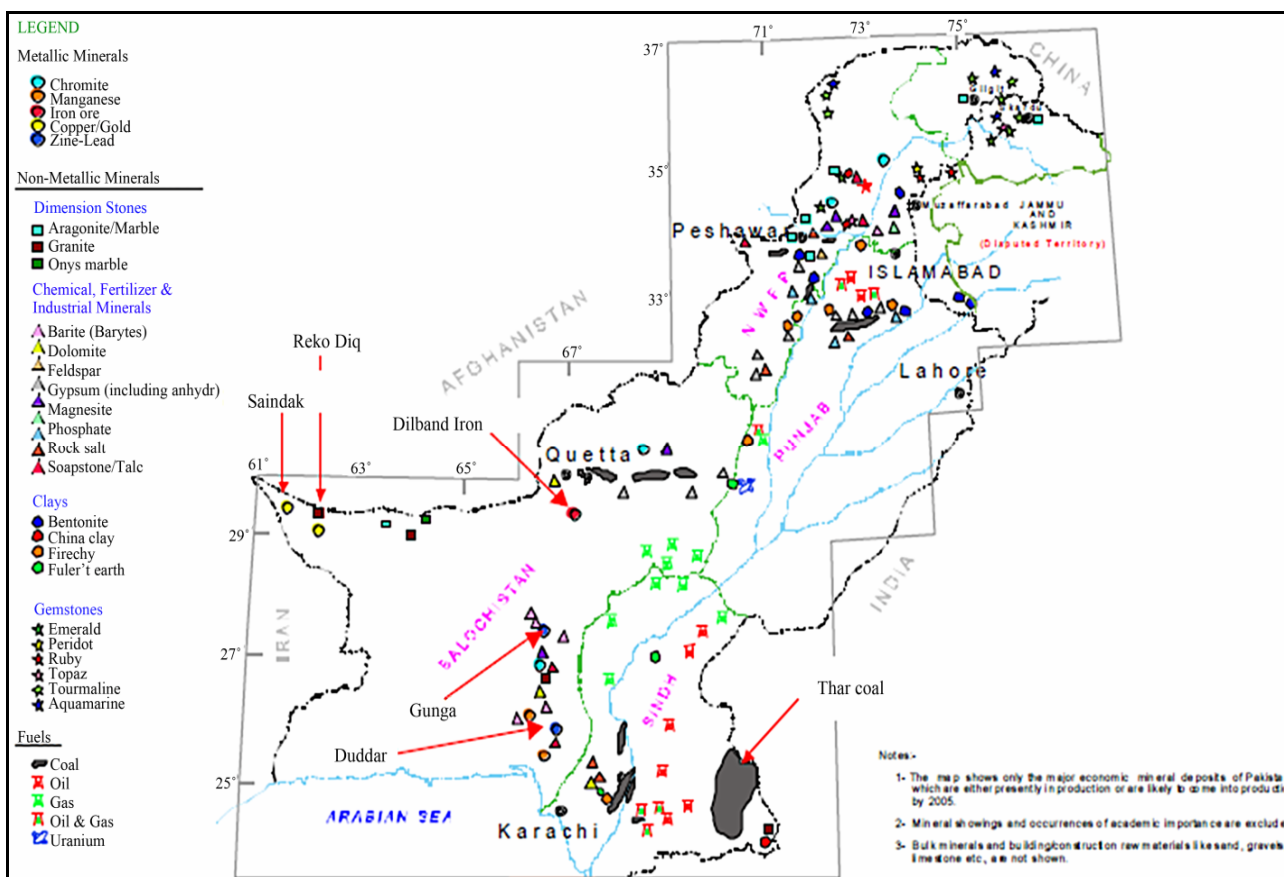 LEGEND
Metallic Minerals
Chromite
Manganese
Iron ore
Copper/Gold
Zine-Lead
Non-Metallic Minerals
Dimension Stones
Aragonite/Marble
Granite
Onys marble
Chemical, Fertilizer &
Industrial Minerals
Barite (Barytes)
Dolomite
Feldspar
Gypsum (including anhydr)
Magnesite
Phosphate
Rock salt
Soapstone/Talc
Clays
Bentonite
China clay
Firechy
Fuler't earth
Gemstones
Emerald
Peridot
Ruby
Topaz
Tourmaline
Aquamarine
Fuels
Coal
Oil
Gas
Oil & Gas
Uranium
71°
73°
75°
37°
35°
33°
67°
61°
63°
65°
29°
27°
25°
CHINA
Gilgit
Muzafferabad
JAMMU
AND
KASHMIR
(Disputed Territory)
Peshawar
ISLAMABAD
NWFP
AFGHANISTAN
Reko Diq
Saindak
Dilband Iron
Quetta
Lahore
PUNJAB
INDIA
IRAN
BALOCHISTAN
SINDH
Gunga
Duddar
Thar coal
ARABIAN SEA
Karachi
Notes:-
1- The map shows only the major economic mineral deposits of Pakista
which are either presently in production or are likely to come into producti
by 2005.
2- Mineral showings and occurrences of academic importance are exclude
3- Bulk minerals and building/construction raw materials like sand, gravels
limestone etc., are not shown.